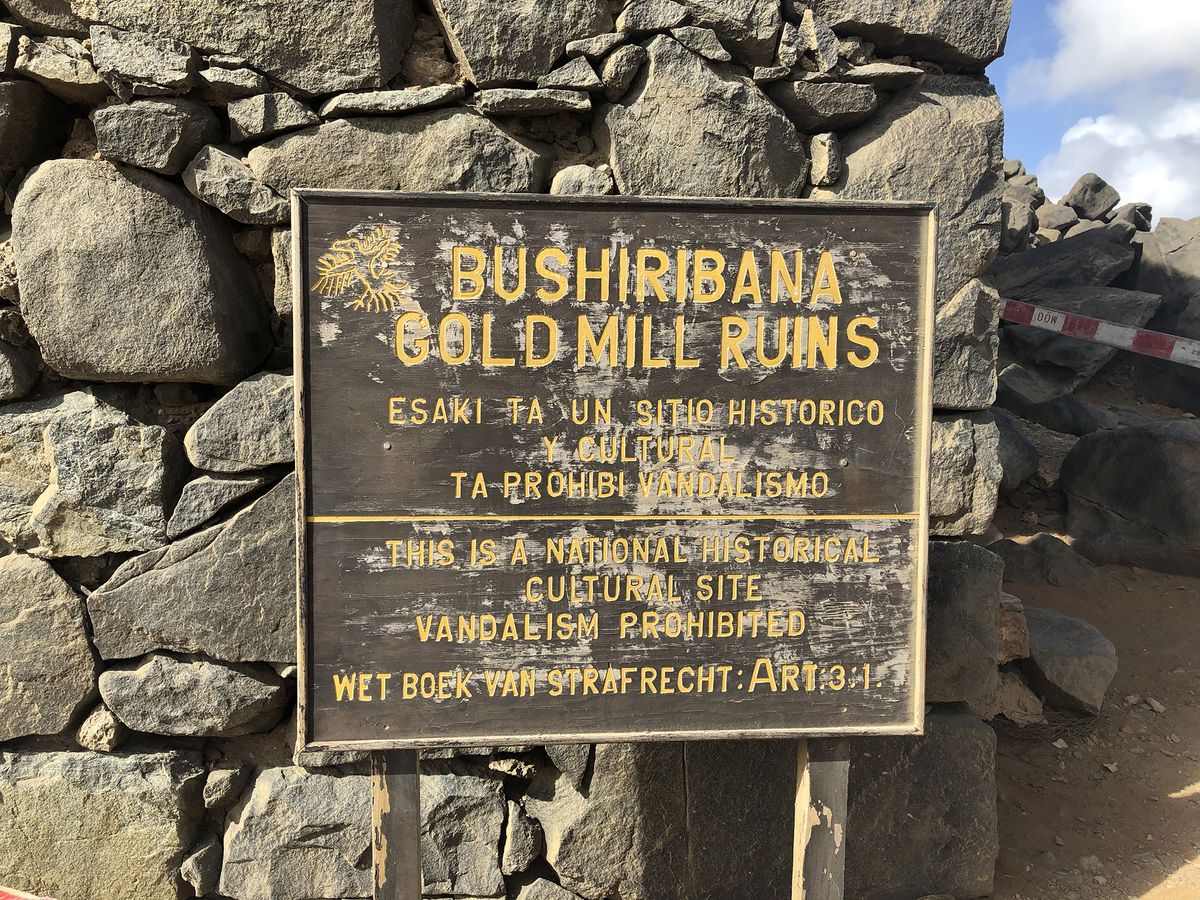 BUSHIRIBANA
GOLD MILL RUINS
ESAKI TA UN SITIO HISTORICO
Y CULTURAL
TA PROHIBI VANDALISMO
THIS IS A NATIONAL HISTORICAL
CULTURAL SITE
VANDALISM PROHIBITED
WET BOEK VAN STRAFRECHT: ART: 3:1.
DOW